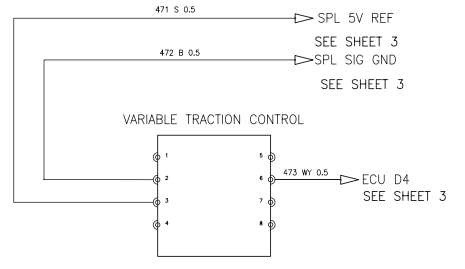 471 S 0.5
SPL 5V REF
SEE SHEET 3
472 B 0.5
SPL SIG GND
SEE SHEET 3
VARIABLE TRACTION CONTROL
1 5
2 6 473 WY 0.5 ECU D4
SEE SHEET 3
3 7
4 8